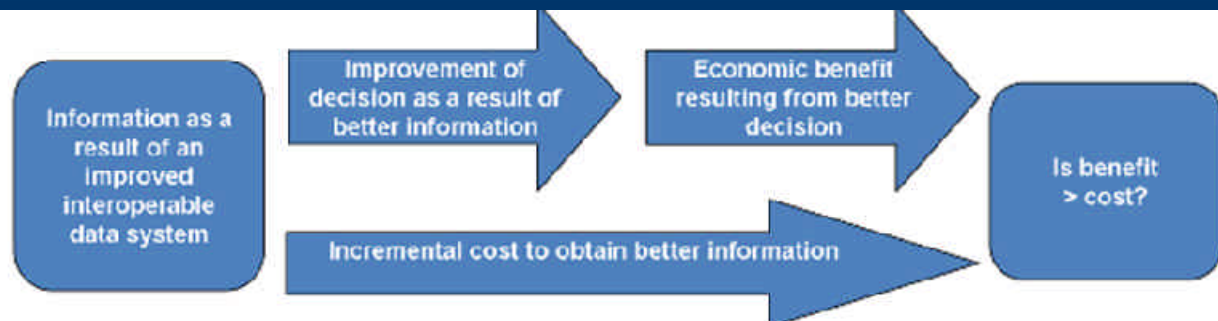 Information as a
result of an
improved
interoperable
data system
Improvement of
decision as a result of
better information
Economic benefit
resulting from better
decision
Incremental cost to obtain better information
Is benefit
> cost?